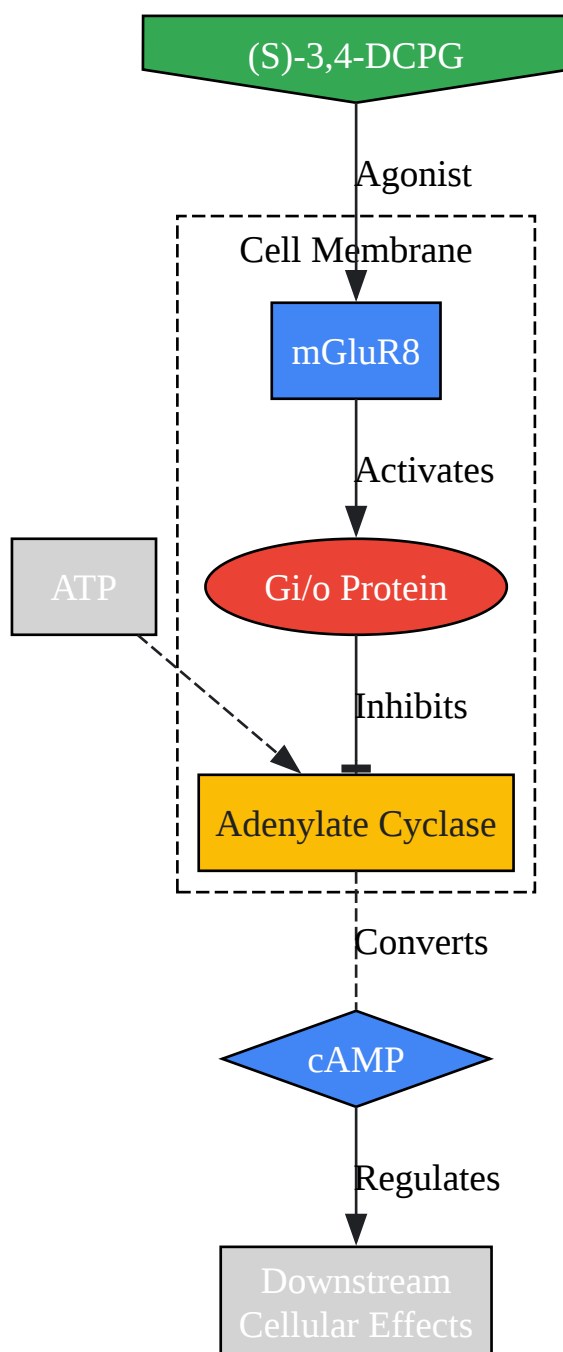 (S)-3,4-DCPG
Agonist
Cell Membrane
mGluR8
Activates
ATP
Gi/o Protein
Inhibits
Adenylate Cyclase
Converts
cAMP
Regulates
Downstream
Cellular Effects